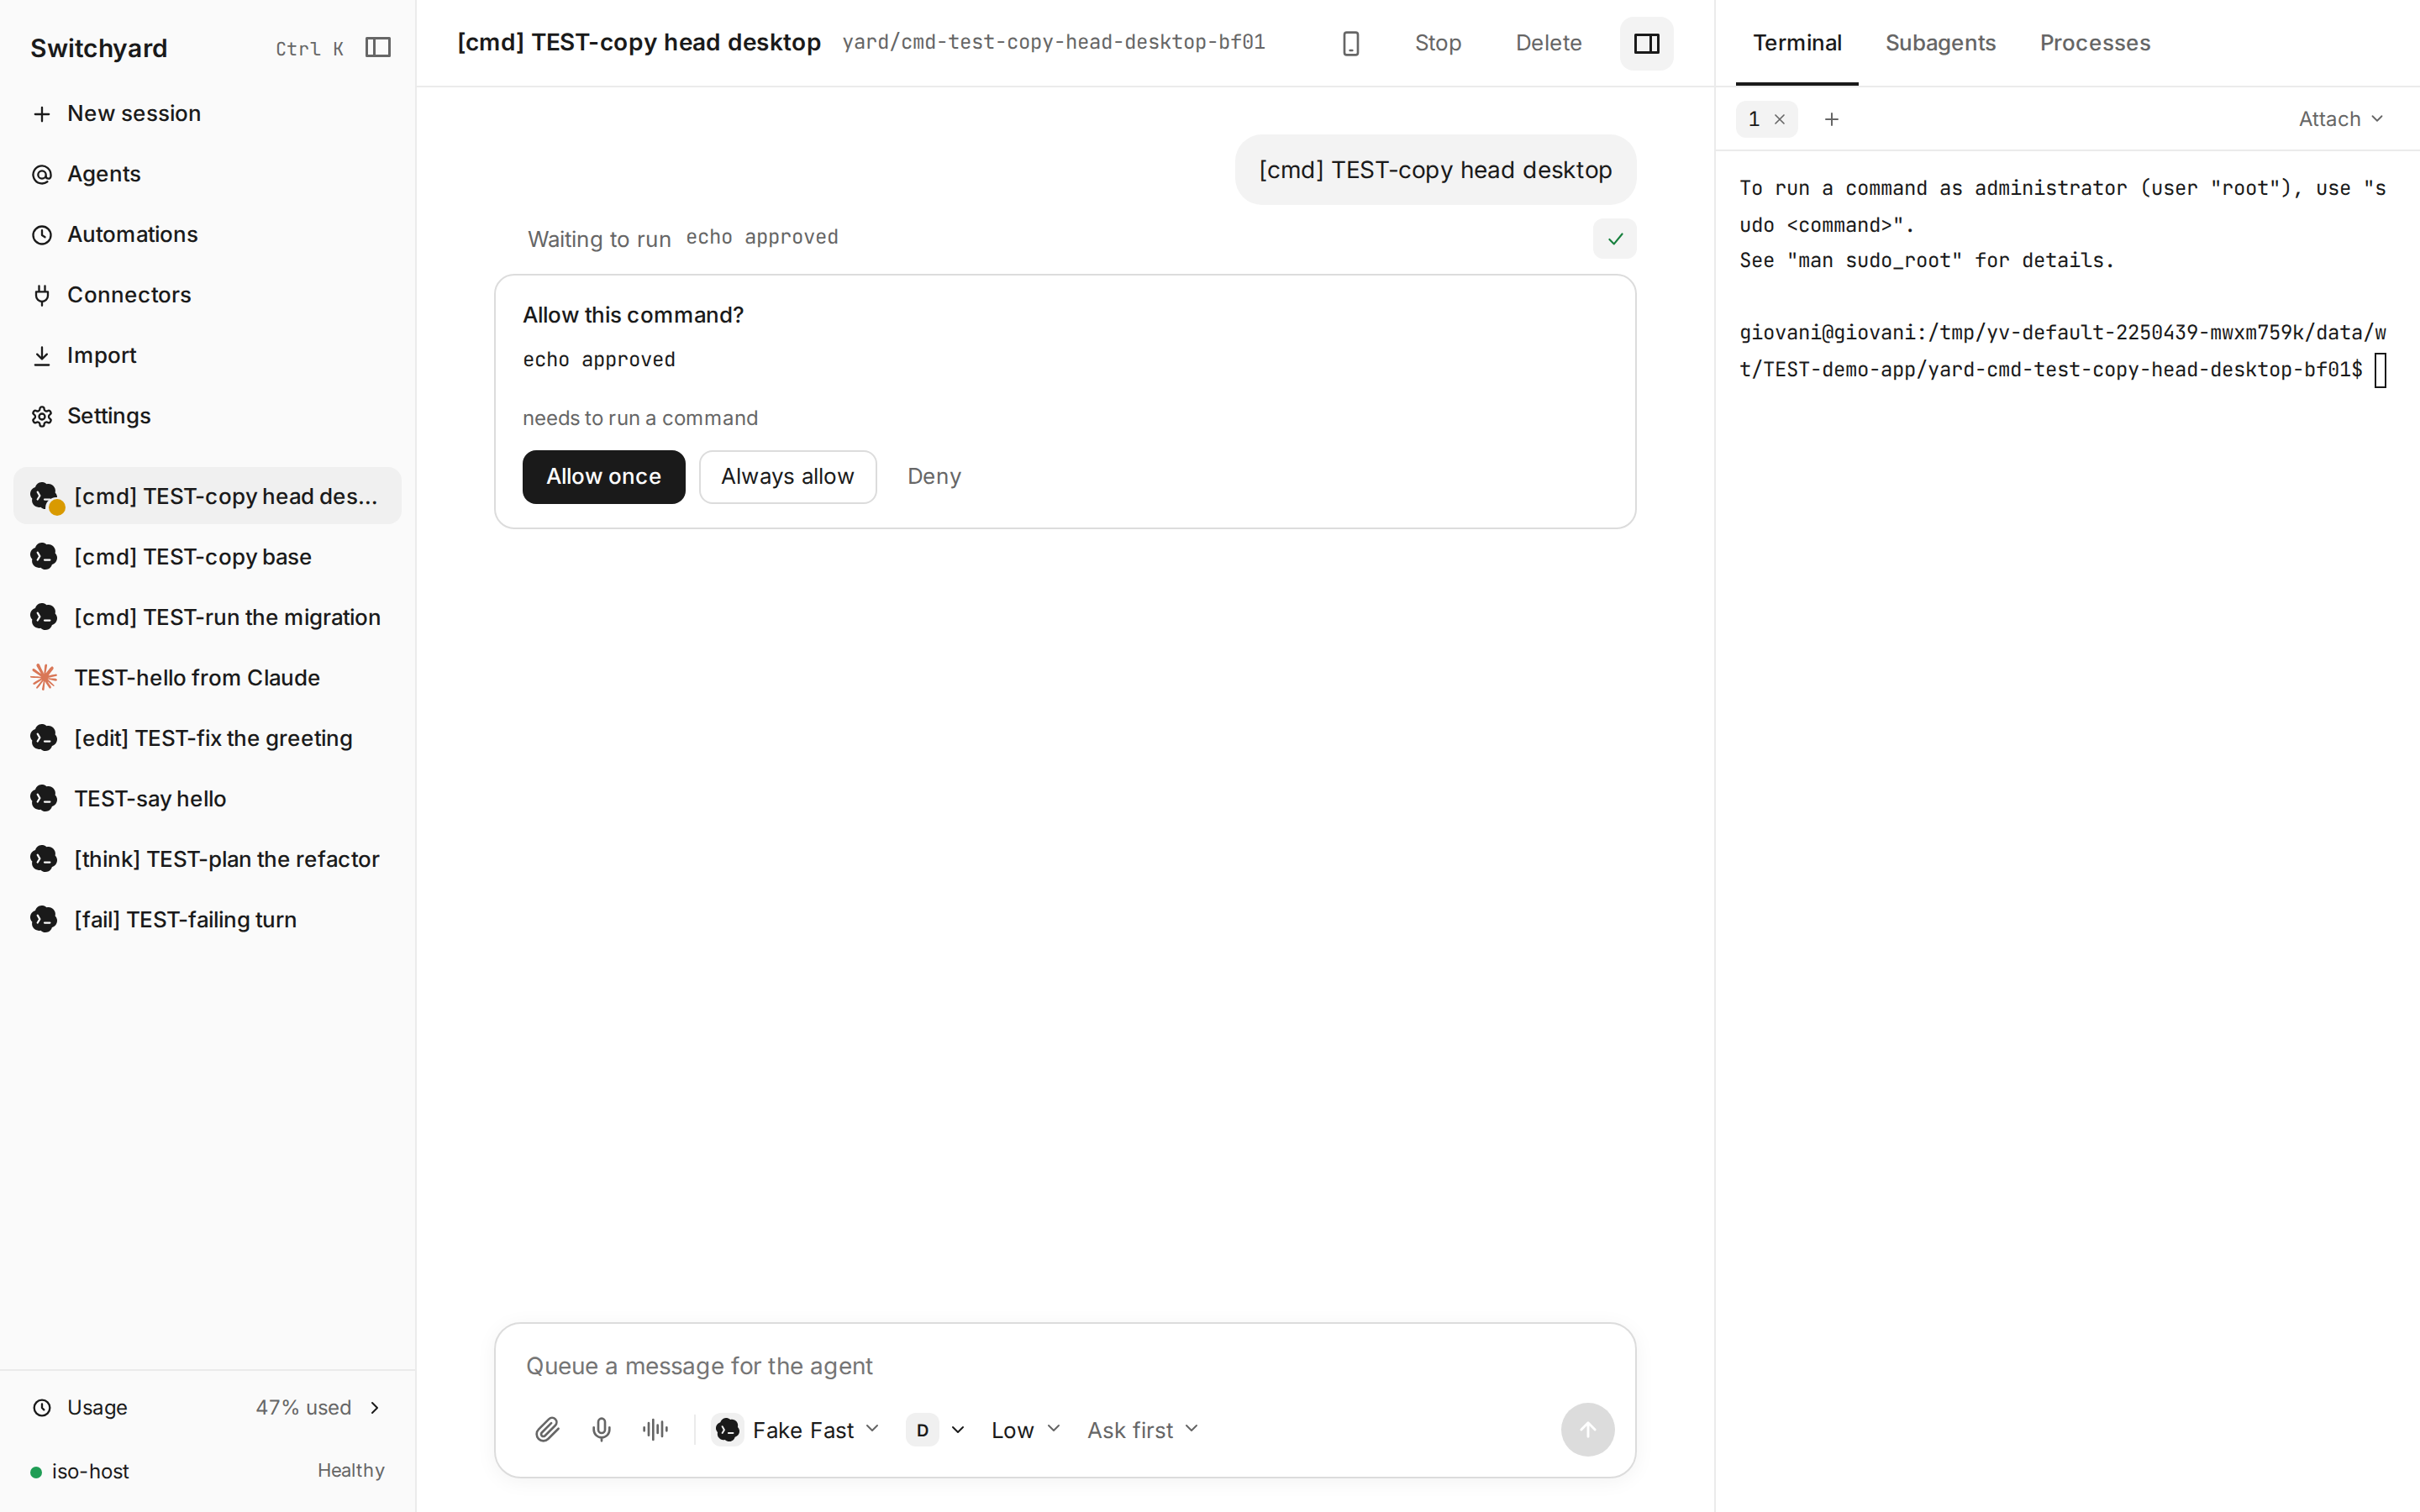 Switchyard
Ctrl K
New session
Agents
Automations
Connectors
Import
Settings
[cmd] TEST-copy head des...
[cmd] TEST-copy base
[cmd] TEST-run the migration
TEST-hello from Claude
[edit] TEST-fix the greeting
TEST-say hello
[think] TEST-plan the refactor
[fail] TEST-failing turn
Usage
47% used
iso-host
Healthy
[cmd] TEST-copy head desktop
yard/cmd-test-copy-head-desktop-bf01
Stop
Delete
[cmd] TEST-copy head desktop
Waiting to run echo approved
Allow this command?
echo approved
needs to run a command
Allow once
Always allow
Deny
Queue a message for the agent
Fake Fast
D
Low
Ask first
Terminal
Subagents
Processes
1
Attach
To run a command as administrator (user "root"), use "s
udo <command>".
See "man sudo_root" for details.
giovani@giovani:/tmp/yv-default-2250439-mwxm759k/data/w
t/TEST-demo-app/yard-cmd-test-copy-head-desktop-bf01$